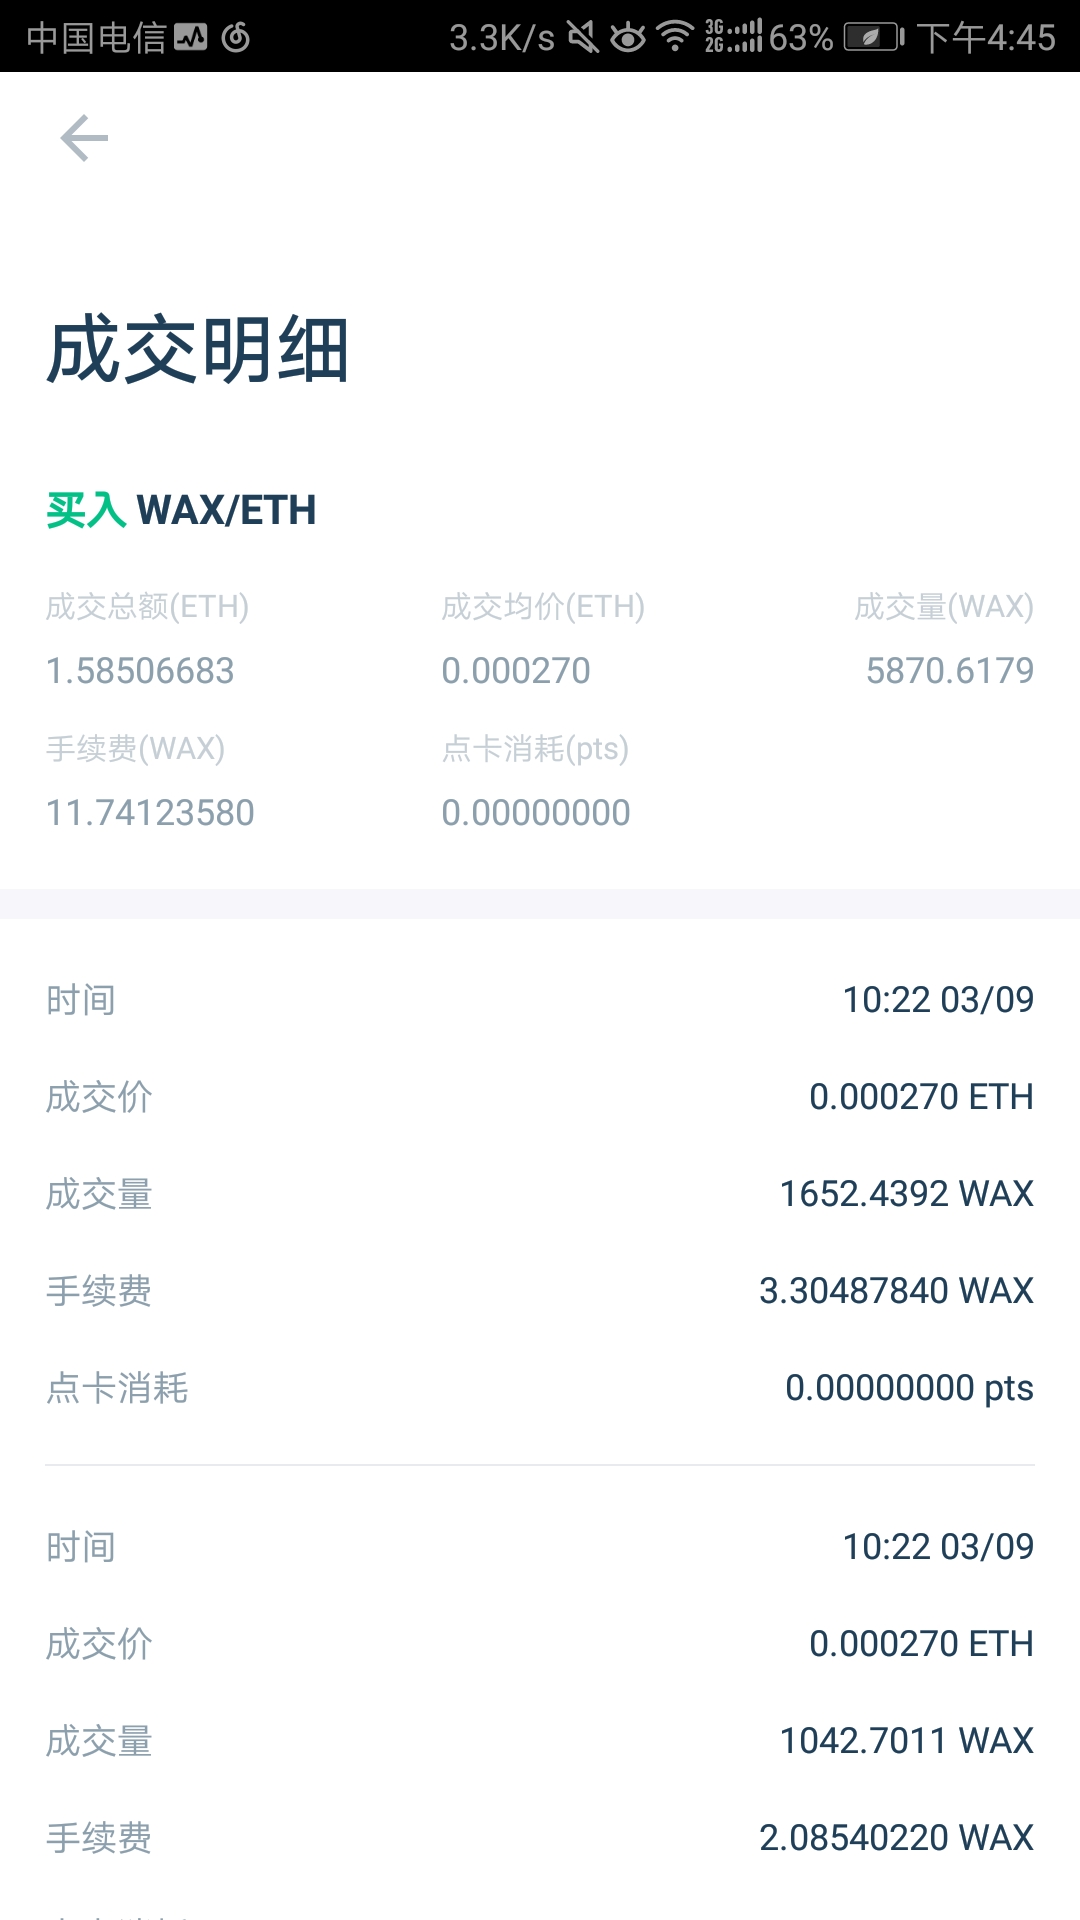 中国电信 3.3K/s 3G 2G 63% 下午4:45
成交明细
买入 WAX/ETH
成交总额(ETH) 成交均价(ETH) 成交量(WAX)
1.58506683 0.000270 5870.6179
手续费(WAX) 点卡消耗(pts)
11.74123580 0.00000000
时间 10:22 03/09
成交价 0.000270 ETH
成交量 1652.4392 WAX
手续费 3.30487840 WAX
点卡消耗 0.00000000 pts
时间 10:22 03/09
成交价 0.000270 ETH
成交量 1042.7011 WAX
手续费 2.08540220 WAX